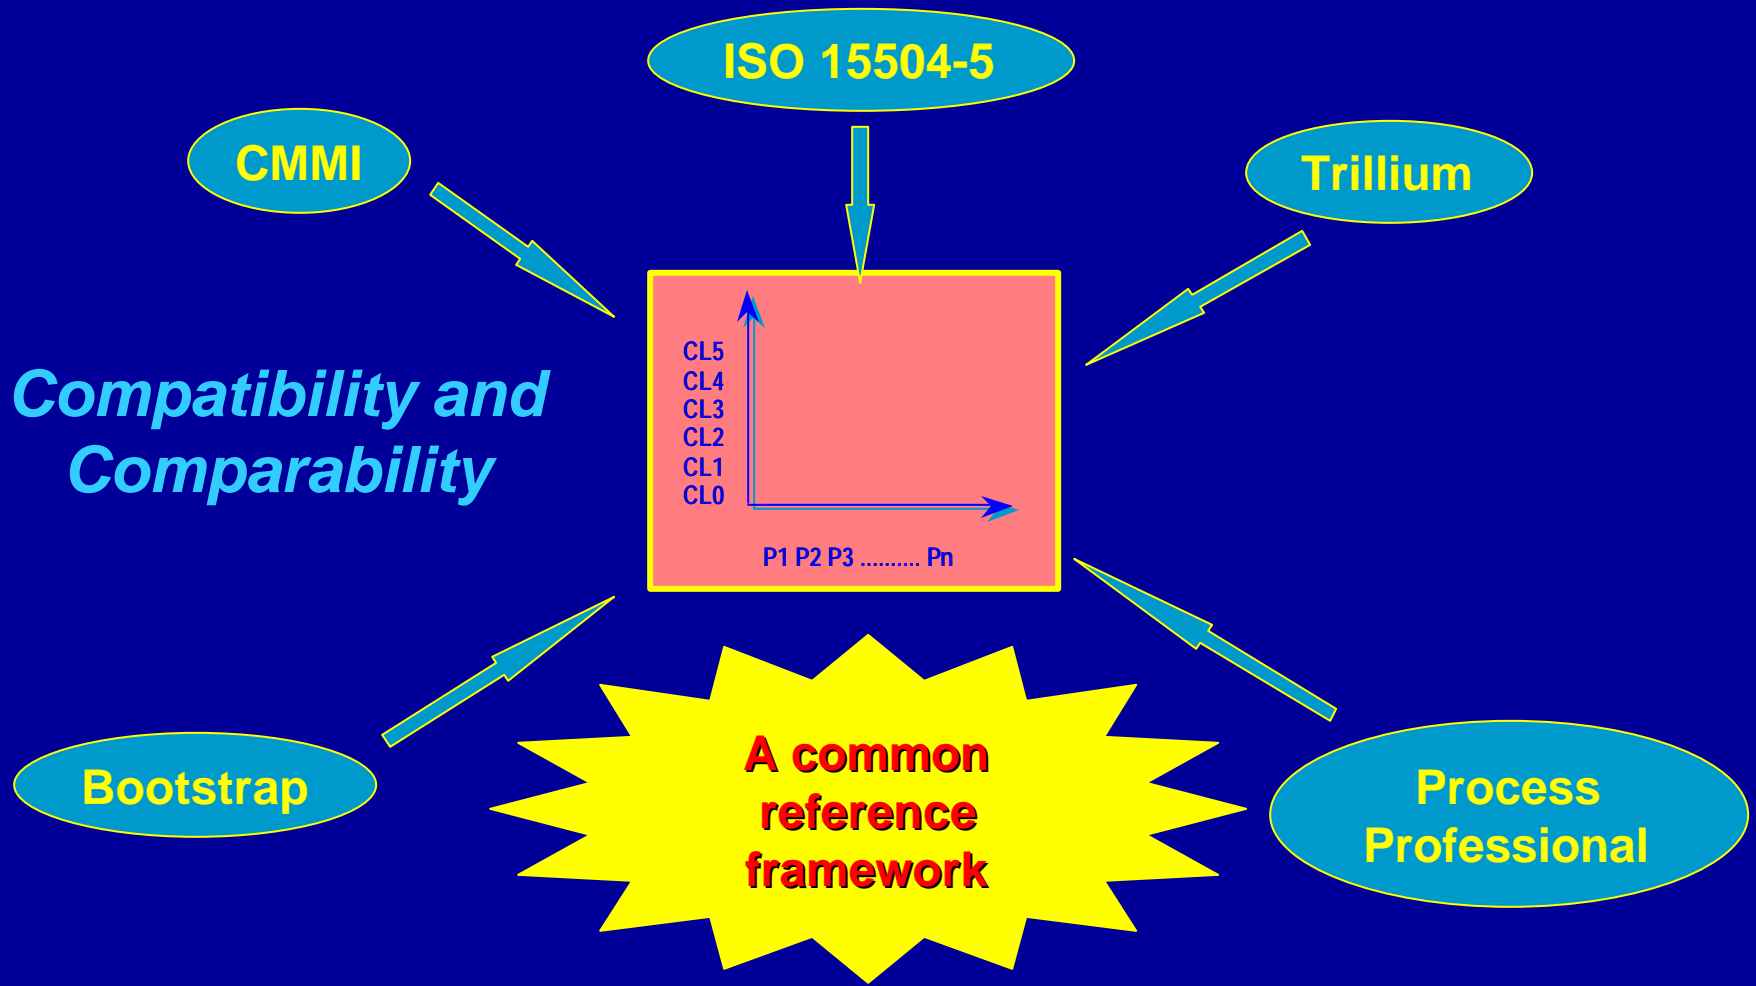 ISO 15504-5
CMMI
Trillium
Compatibility and
Comparability
CL5
CL4
CL3
CL2
CL1
CL0
P1 P2 P3 .......... Pn
Bootstrap
A common
reference
framework
Process
Professional